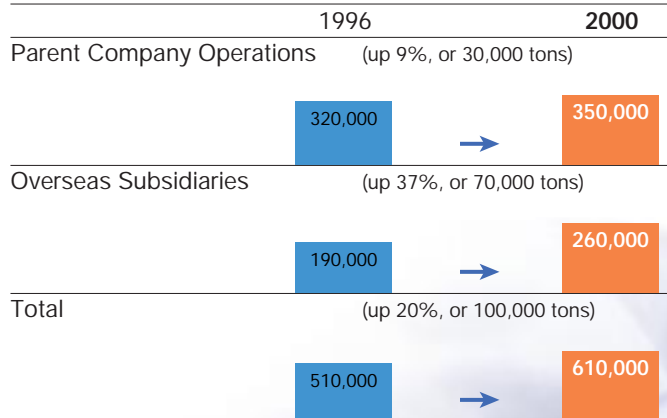 1996 2000
Parent Company Operations (up 9%, or 30,000 tons)
320,000 350,000
Overseas Subsidiaries (up 37%, or 70,000 tons)
190,000 260,000
Total (up 20%, or 100,000 tons)
510,000 610,000